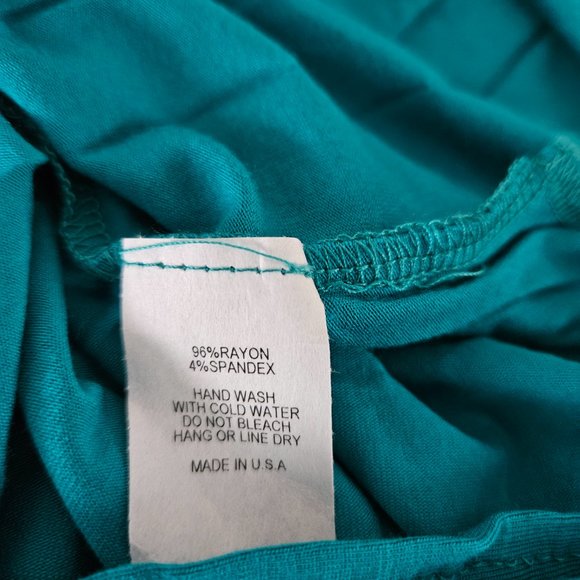 96%RAYON
4%SPANDEX
HAND WASH
WITH COLD WATER
DO NOT BLEACH
HANG OR LINE DRY
MADE IN U.S.A